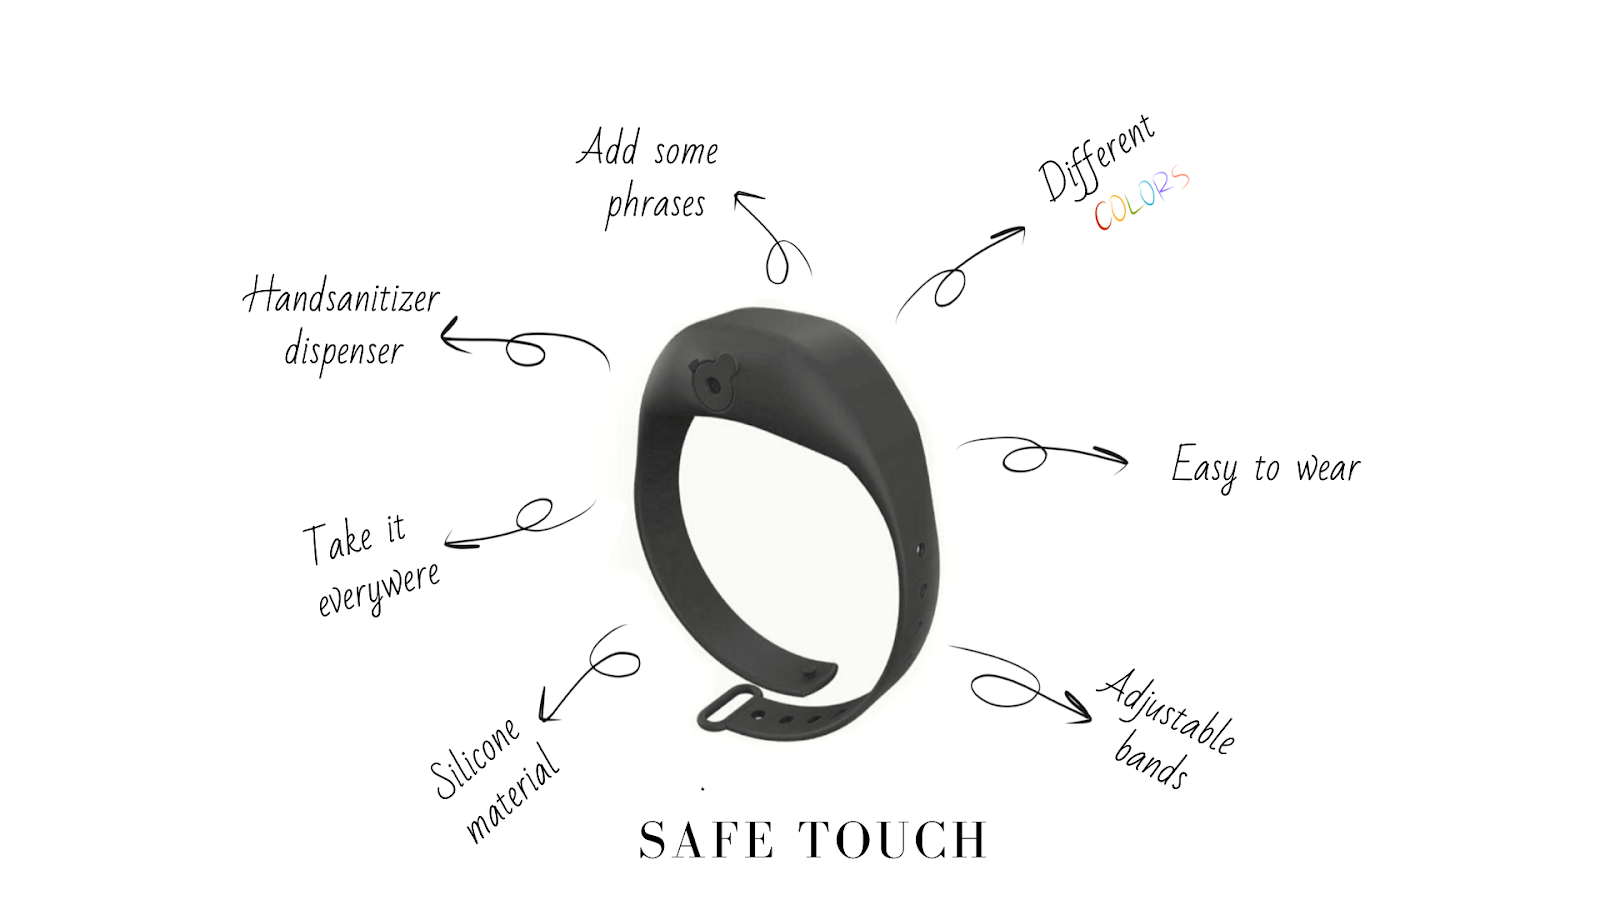 Add some
phrases
Different
COLORS
Handsanitizer
dispenser
Easy to wear
Take it
everywere
Silicone
material
Adjustable
bands
SAFE TOUCH